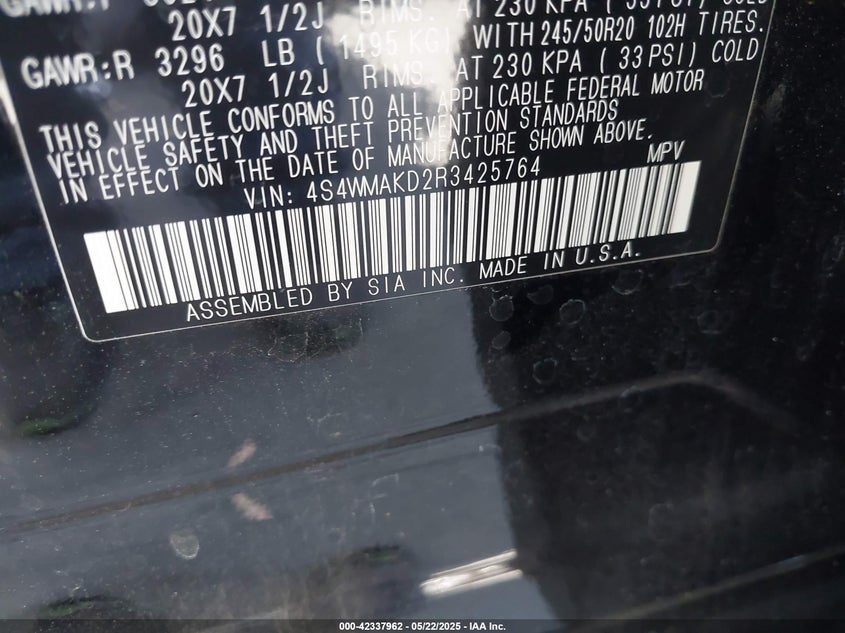 20X7 1/2J RIMS. AT 230 KPA ( 33 PSI) COLD
GAWR:R 3296 LB ( 1495 KG) WITH 245/50R20 102H TIRES.
20X7 1/2J RIMS. AT 230 KPA ( 33 PSI) COLD
THIS VEHICLE CONFORMS TO ALL APPLICABLE FEDERAL MOTOR
VEHICLE SAFETY AND THEFT PREVENTION STANDARDS
IN EFFECT ON THE DATE OF MANUFACTURE SHOWN ABOVE.
VIN: 4S4WMAKD2R3425764 MPV
ASSEMBLED BY SIA INC. MADE IN U.S.A.
000-42337962 - 05/22/2025 - IAA Inc.